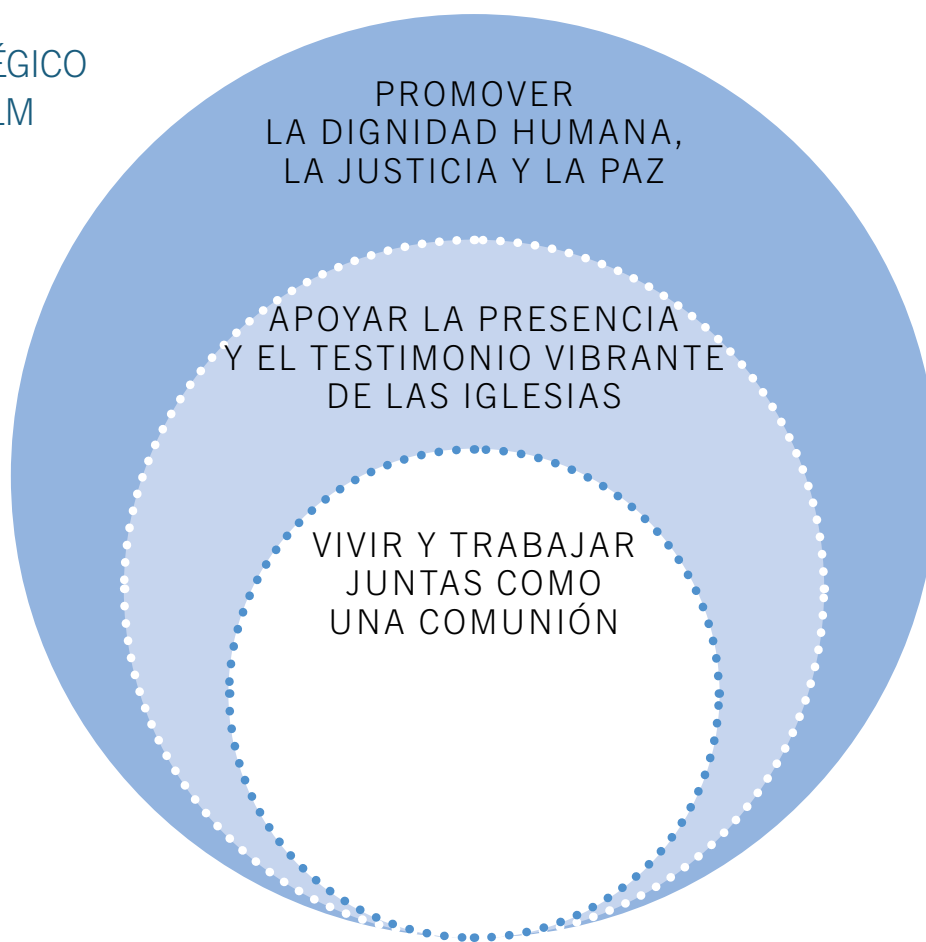 ÉGICO
LM
PROMOVER
LA DIGNIDAD HUMANA,
LA JUSTICIA Y LA PAZ
APOYAR LA PRESENCIA
Y EL TESTIMONIO VIBRANTE
DE LAS IGLESIAS
VIVIR Y TRABAJAR
JUNTAS COMO
UNA COMUNIÓN